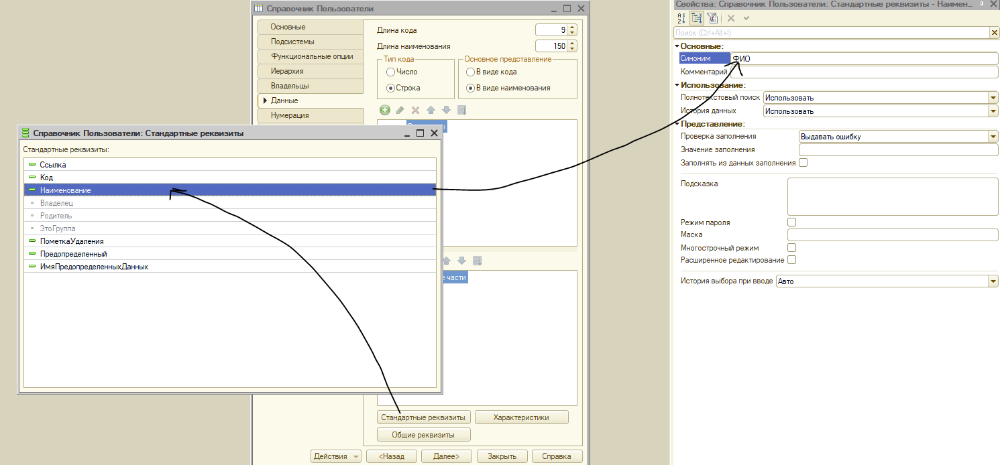 Справочник Пользователи
Основные
Подсистемы
Функциональные опции
Иерархия
Владельцы
Данные
Нумерация
Длина кода
9
Длина наименования
150
Тип кода
Число
Строка
Основное представление
В виде кода
В виде наименования
Справочник Пользователи: Стандартные реквизиты
Стандартные реквизиты:
Ссылка
Код
Наименование
Владелец
Родитель
ЭтоГруппа
ПометкаУдаления
Предопределенный
ИмяПредопределенныхДанных
части
Стандартные реквизиты
Характеристики
Общие реквизиты
Действия
<Назад
Далее>
Закрыть
Справка
Свойства: Справочник Пользователи: Стандартные реквизиты - Наимен...
Поиск (Ctrl+Alt+I)
Основные:
Синоним
ФИО
Комментарий
Использование:
Полнотекстовый поиск
Использовать
История данных
Использовать
Представление:
Проверка заполнения
Выдавать ошибку
Значение заполнения
Заполнять из данных заполнения
Подсказка
Режим пароля
Маска
Многострочный режим
Расширенное редактирование
История выбора при вводе
Авто